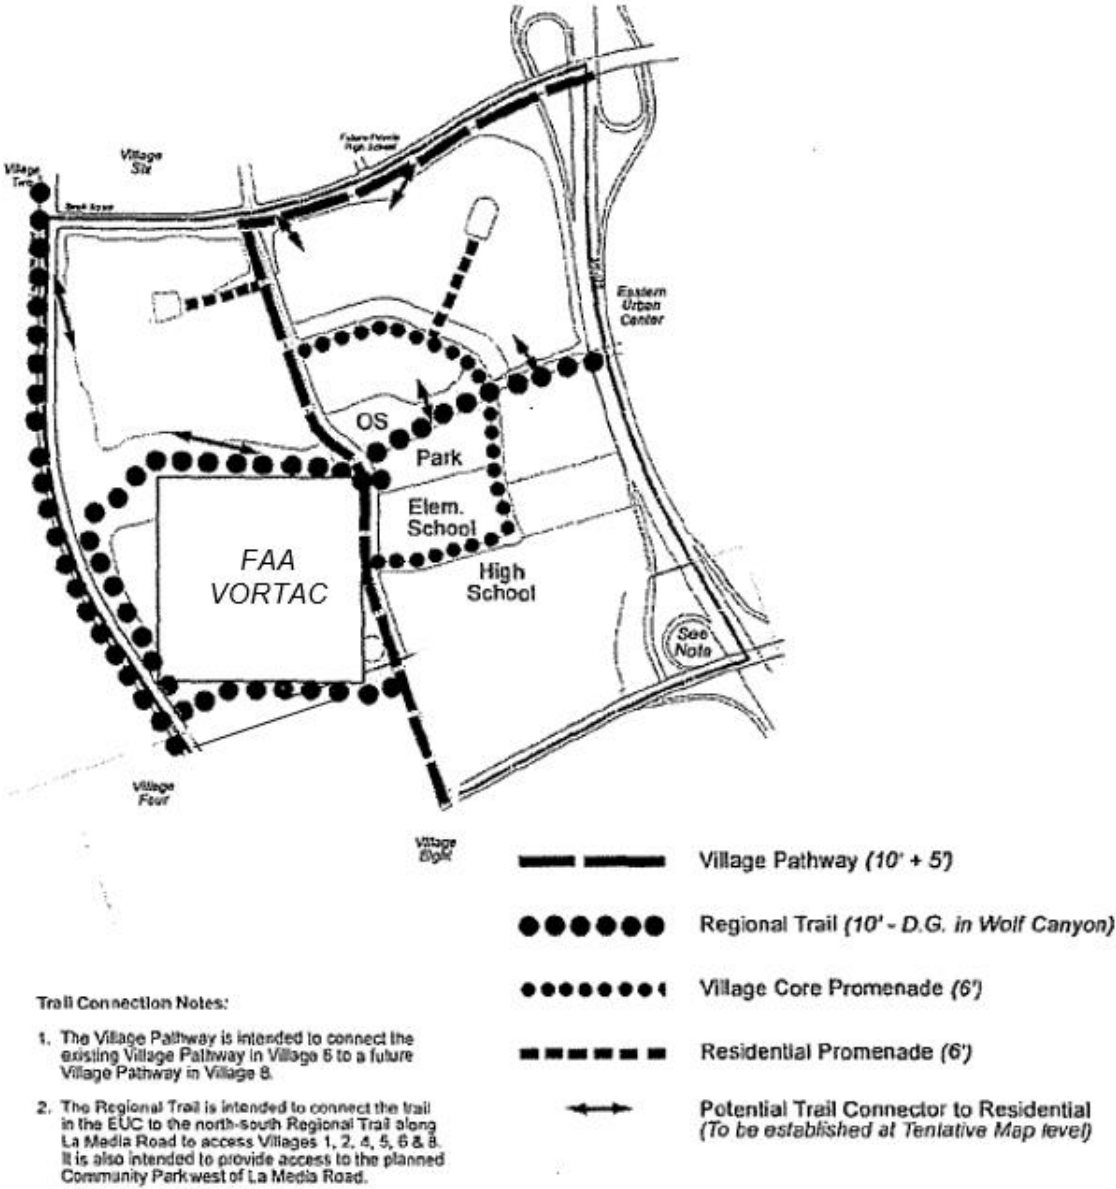 Village
Six
Future Private
High School
Village
Two
Birch Road
Eastern
Urban
Center
OS
Park
Elem.
School
FAA
VORTAC
High
School
See
Note
Village
Four
Village
Eight
Village Pathway (10' + 5')
Regional Trail (10' - D.G. in Wolf Canyon)
Village Core Promenade (6')
Residential Promenade (6')
Potential Trail Connector to Residential
(To be established at Tentative Map level)
Trail Connection Notes:
1. The Village Pathway is intended to connect the
existing Village Pathway in Village 6 to a future
Village Pathway in Village 8.
2. The Regional Trail is intended to connect the trail
in the EUC to the north-south Regional Trail along
La Media Road to access Villages 1, 2, 4, 5, 6 & 8.
It is also intended to provide access to the planned
Community Park west of La Media Road.